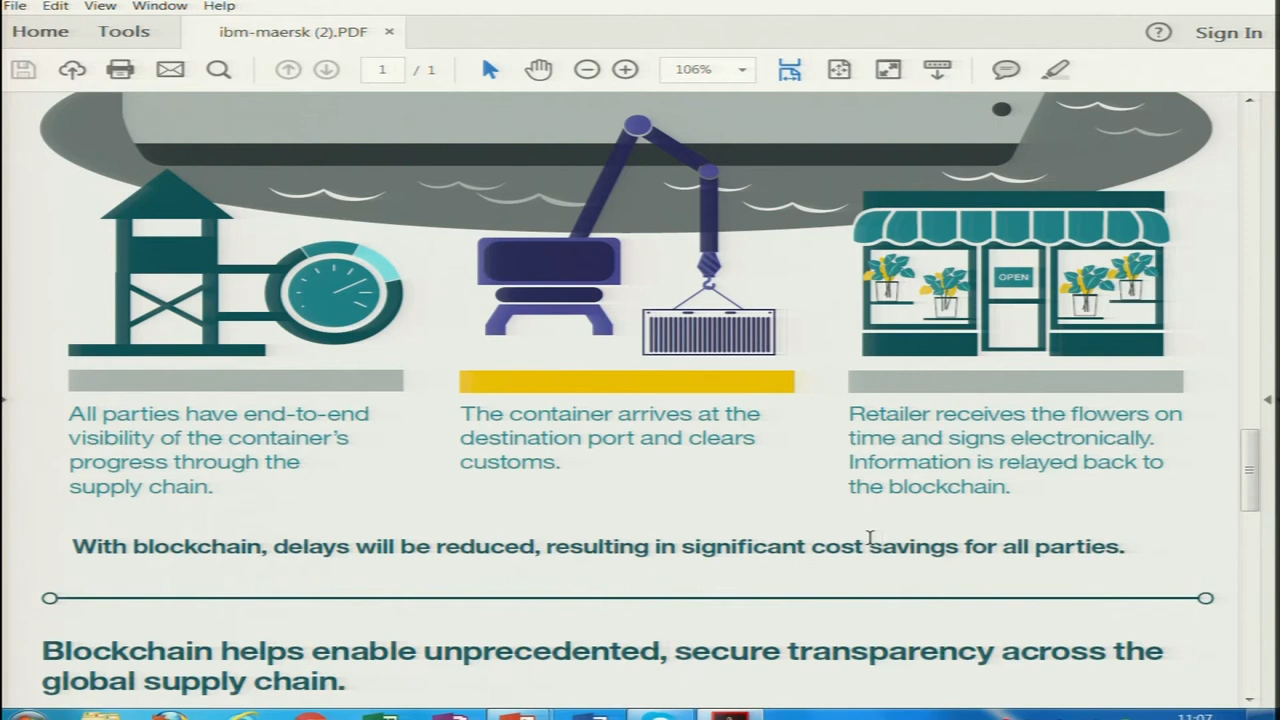 File Edit View Window Help
Home Tools ibm-maersk (2).PDF × ? Sign In
1 / 1 106%
OPEN
All parties have end-to-end
visibility of the container's
progress through the
supply chain.
The container arrives at the
destination port and clears
customs.
Retailer receives the flowers on
time and signs electronically.
Information is relayed back to
the blockchain.
With blockchain, delays will be reduced, resulting in significant cost savings for all parties.
Blockchain helps enable unprecedented, secure transparency across the
global supply chain.
11:07